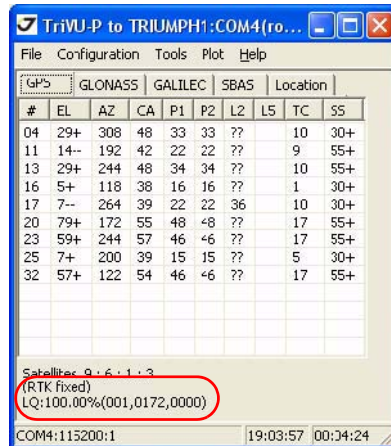 TriVU-P to TRIUMPH1:COM4(ro...
File Configuration Tools Plot Help
GPS GLONASS GALILEC SBAS Location
# EL AZ CA P1 P2 L2 L5 TC SS
04 29+ 308 48 33 33 ?? 10 30+
11 14-- 192 42 22 22 ?? 9 55+
13 29+ 244 48 34 34 ?? 10 55+
16 5+ 118 38 16 16 ?? 1 30+
17 7-- 264 39 22 22 36 10 30+
20 79+ 172 55 48 48 ?? 17 55+
23 59+ 244 57 46 46 ?? 17 55+
25 7+ 200 39 15 15 ?? 5 30+
32 57+ 122 54 46 46 ?? 17 55+
Satellites 9 : 6 : 1 : 3
(RTK fixed)
LQ:100.00%(001,0172,0000)
COM4:115200:1 19:03:57 00:04:24